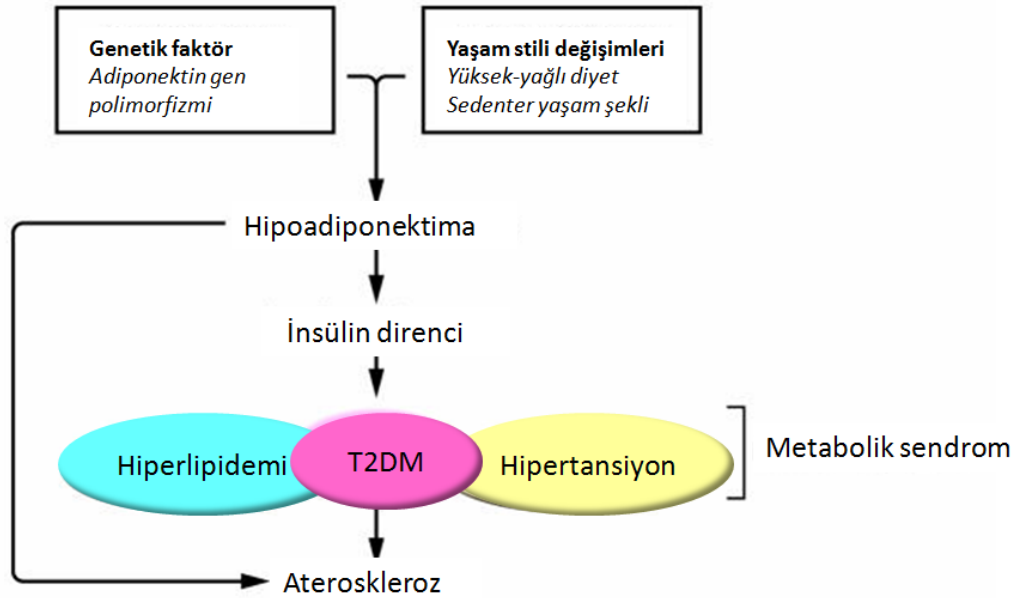 Genetik faktör
Adiponektin gen
polimorfizmi
Yaşam stili değişimleri
Yüksek-yağlı diyet
Sedenter yaşam şekli
Hipoadiponektima
İnsülin direnci
Hiperlipidemi
T2DM
Hipertansiyon
Metabolik sendrom
Ateroskleroz